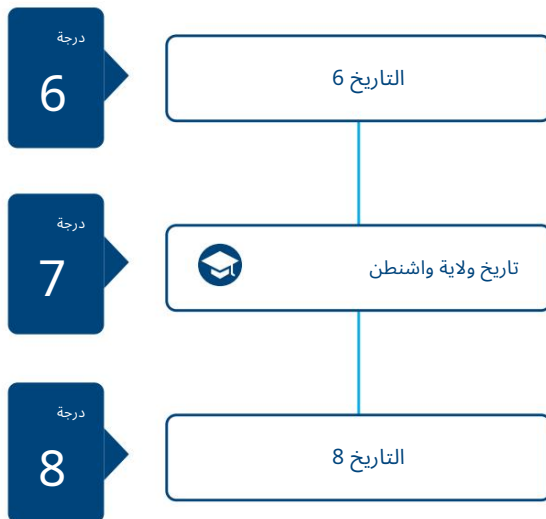 درجة
6
التاريخ 6
درجة
7
تاريخ ولاية واشنطن
درجة
8
التاريخ 8